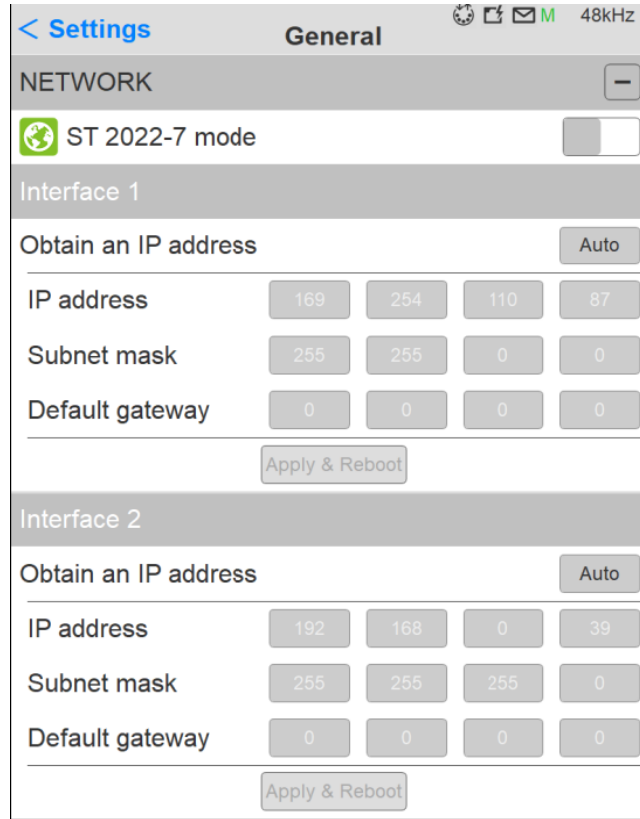 < Settings
General
M 48kHz
NETWORK
ST 2022-7 mode
Interface 1
Obtain an IP address Auto
IP address 169 254 110 87
Subnet mask 255 255 0 0
Default gateway 0 0 0 0
Apply & Reboot
Interface 2
Obtain an IP address Auto
IP address 192 168 0 39
Subnet mask 255 255 255 0
Default gateway 0 0 0 0
Apply & Reboot